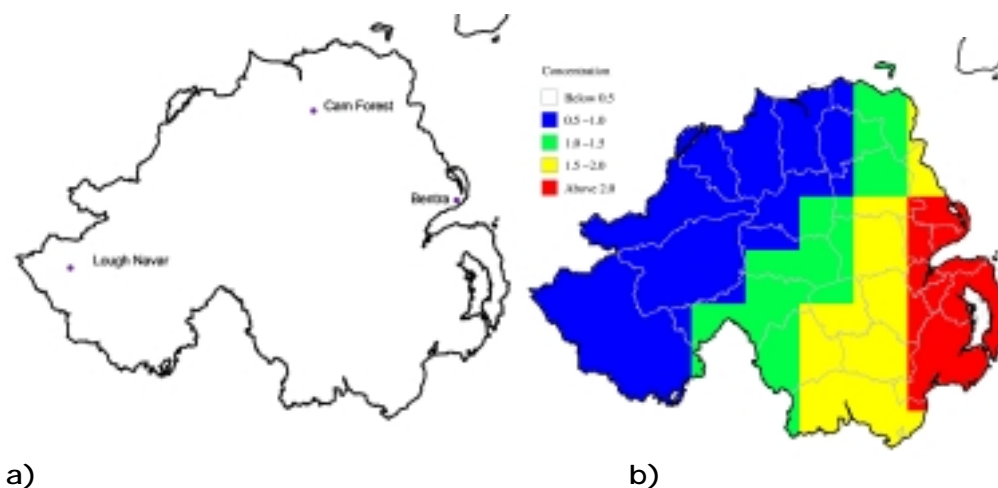 Cam Forest
Bentra
Lough Navar
Concentration
Below 0.5
0.5 -1.0
1.0 -1.5
1.5 -2.0
Above 2.0
a)
b)